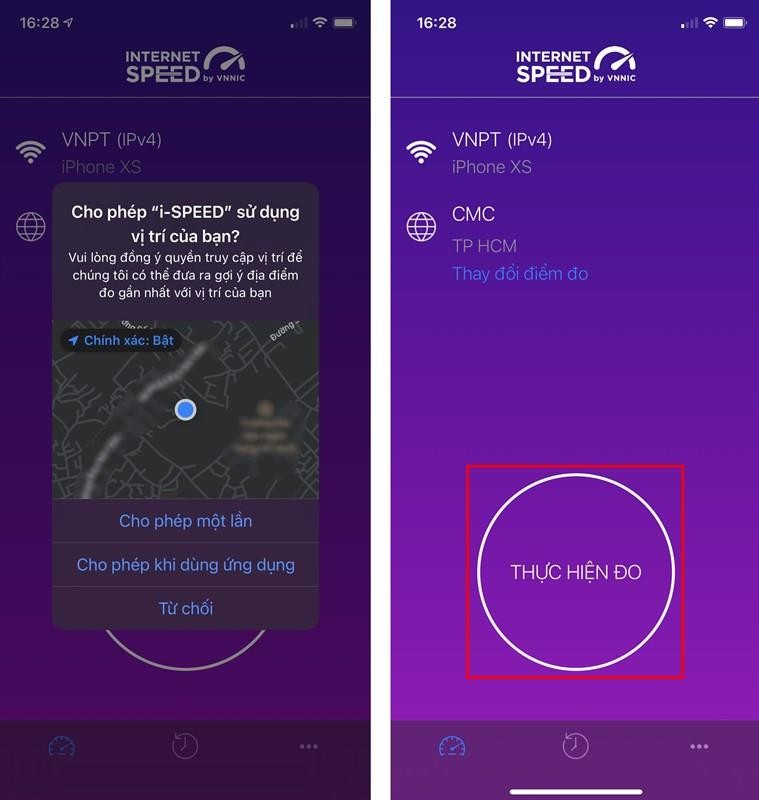 16:28
INTERNET
SPEED by VNNIC
VNPT (IPv4)
iPhone XS
Cho phép “i-SPEED” sử dụng
vị trí của bạn?
Vui lòng đồng ý quyền truy cập vị trí để
chúng tôi có thể đưa ra gợi ý địa điểm
đo gần nhất với vị trí của bạn
Chính xác: Bật
Đường
Cho phép một lần
Cho phép khi dùng ứng dụng
Từ chối
16:28
INTERNET
SPEED by VNNIC
VNPT (IPv4)
iPhone XS
CMC
TP HCM
Thay đổi điểm đo
THỰC HIỆN ĐO